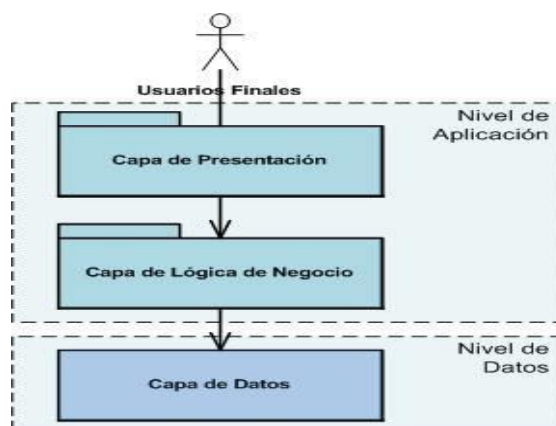 Usuarios Finales
Nivel de
Aplicación
Capa de Presentación
Capa de Lógica de Negocio
Nivel de
Datos
Capa de Datos